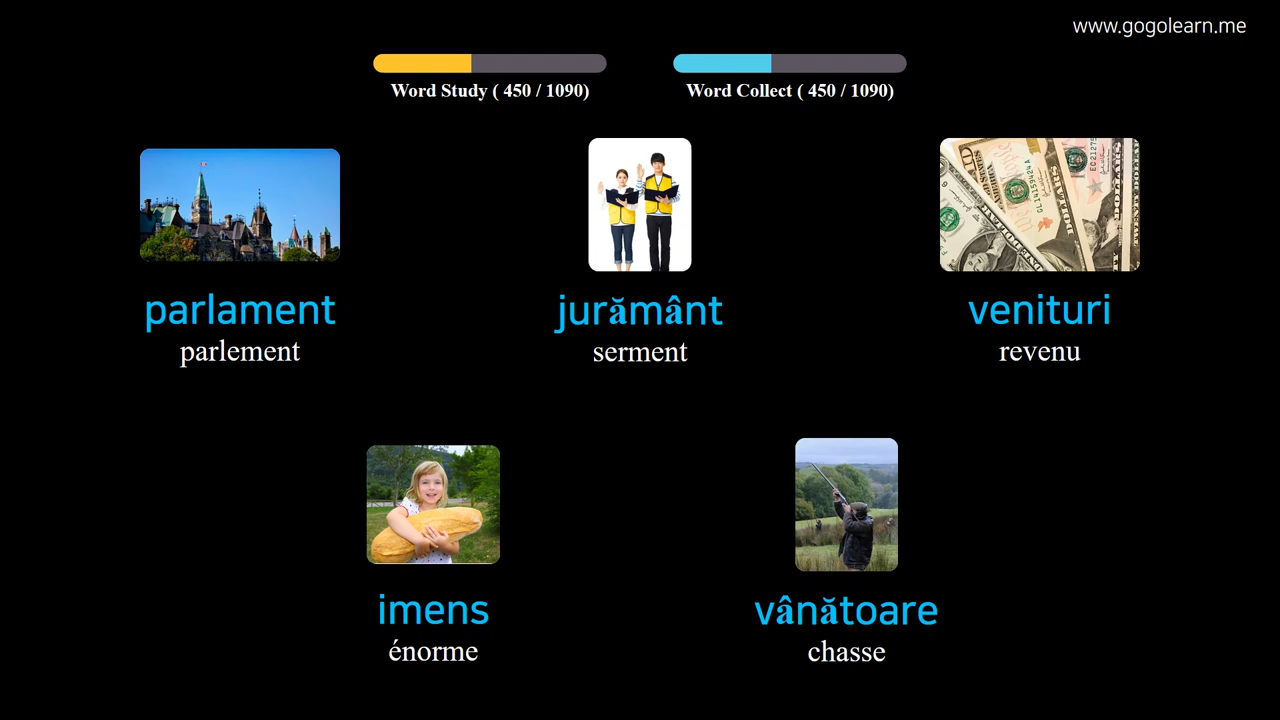 www.gogolearn.me
Word Study ( 450 / 1090)
Word Collect ( 450 / 1090)
parlament
parlement
jurământ
serment
venituri
revenu
imens
énorme
vânătoare
chasse